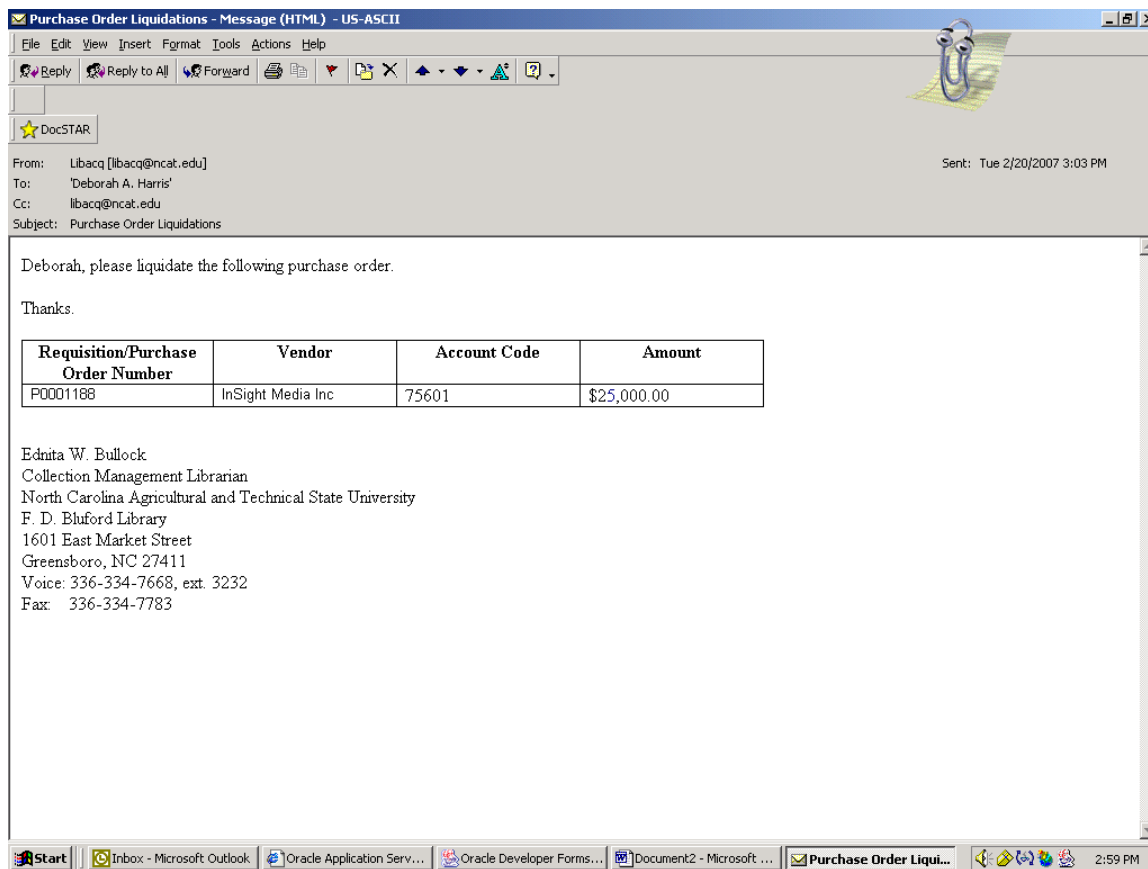 Purchase Order Liquidations - Message (HTML) - US-ASCII
File Edit View Insert Format Tools Actions Help
Reply Reply to All Forward
DocSTAR
From: Libacq [libacq@ncat.edu] Sent: Tue 2/20/2007 3:03 PM
To: 'Deborah A. Harris'
Cc: libacq@ncat.edu
Subject: Purchase Order Liquidations
Deborah, please liquidate the following purchase order.
Thanks.
Requisition/Purchase Order Number Vendor Account Code Amount
P0001188 InSight Media Inc 75601 $25,000.00
Ednita W. Bullock
Collection Management Librarian
North Carolina Agricultural and Technical State University
F. D. Bluford Library
1601 East Market Street
Greensboro, NC 27411
Voice: 336-334-7668, ext. 3232
Fax: 336-334-7783
Start Inbox - Microsoft Outlook Oracle Application Serv... Oracle Developer Forms... Document2 - Microsoft ... Purchase Order Liqui... 2:59 PM